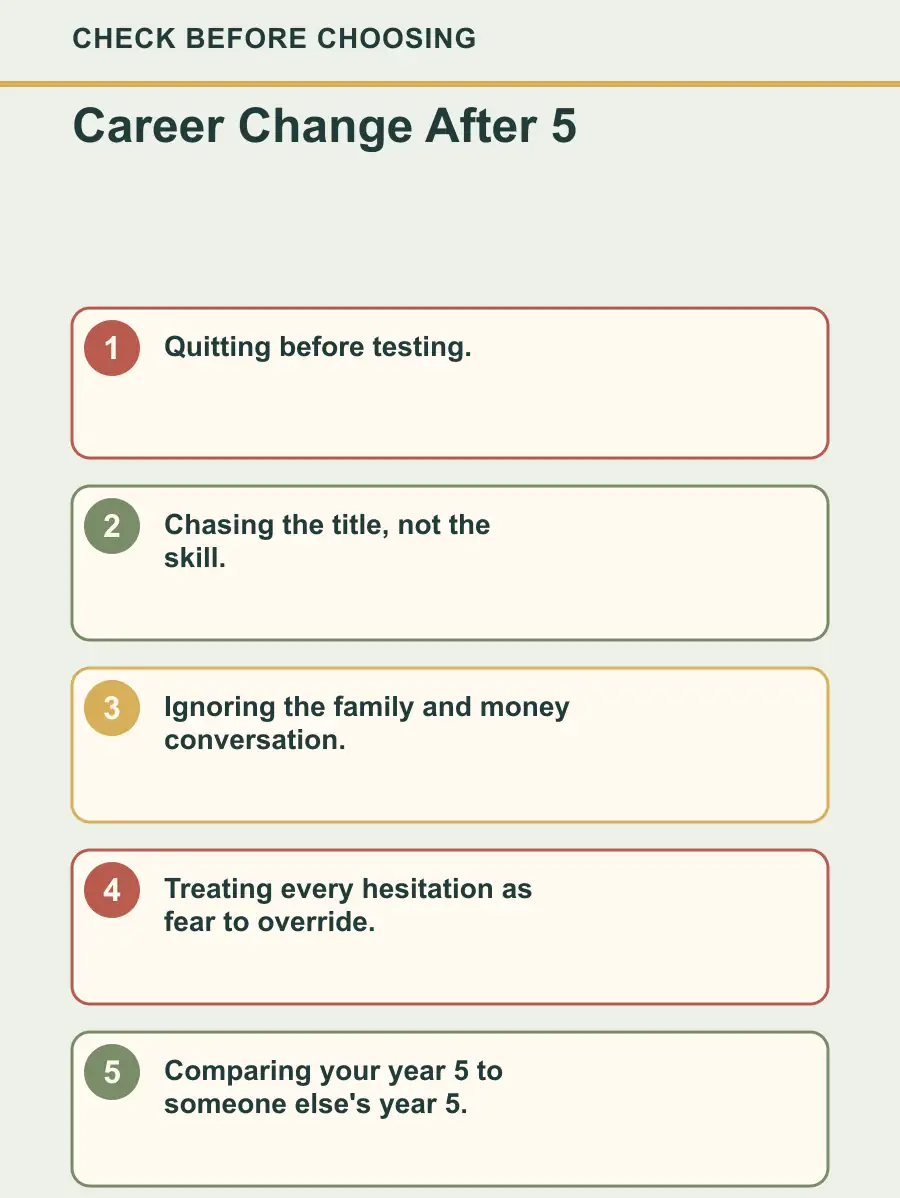 CHECK BEFORE CHOOSING
Career Change After 5
1
Quitting before testing.
2
Chasing the title, not the
skill.
3
Ignoring the family and money
conversation.
4
Treating every hesitation as
fear to override.
5
Comparing your year 5 to
someone else's year 5.